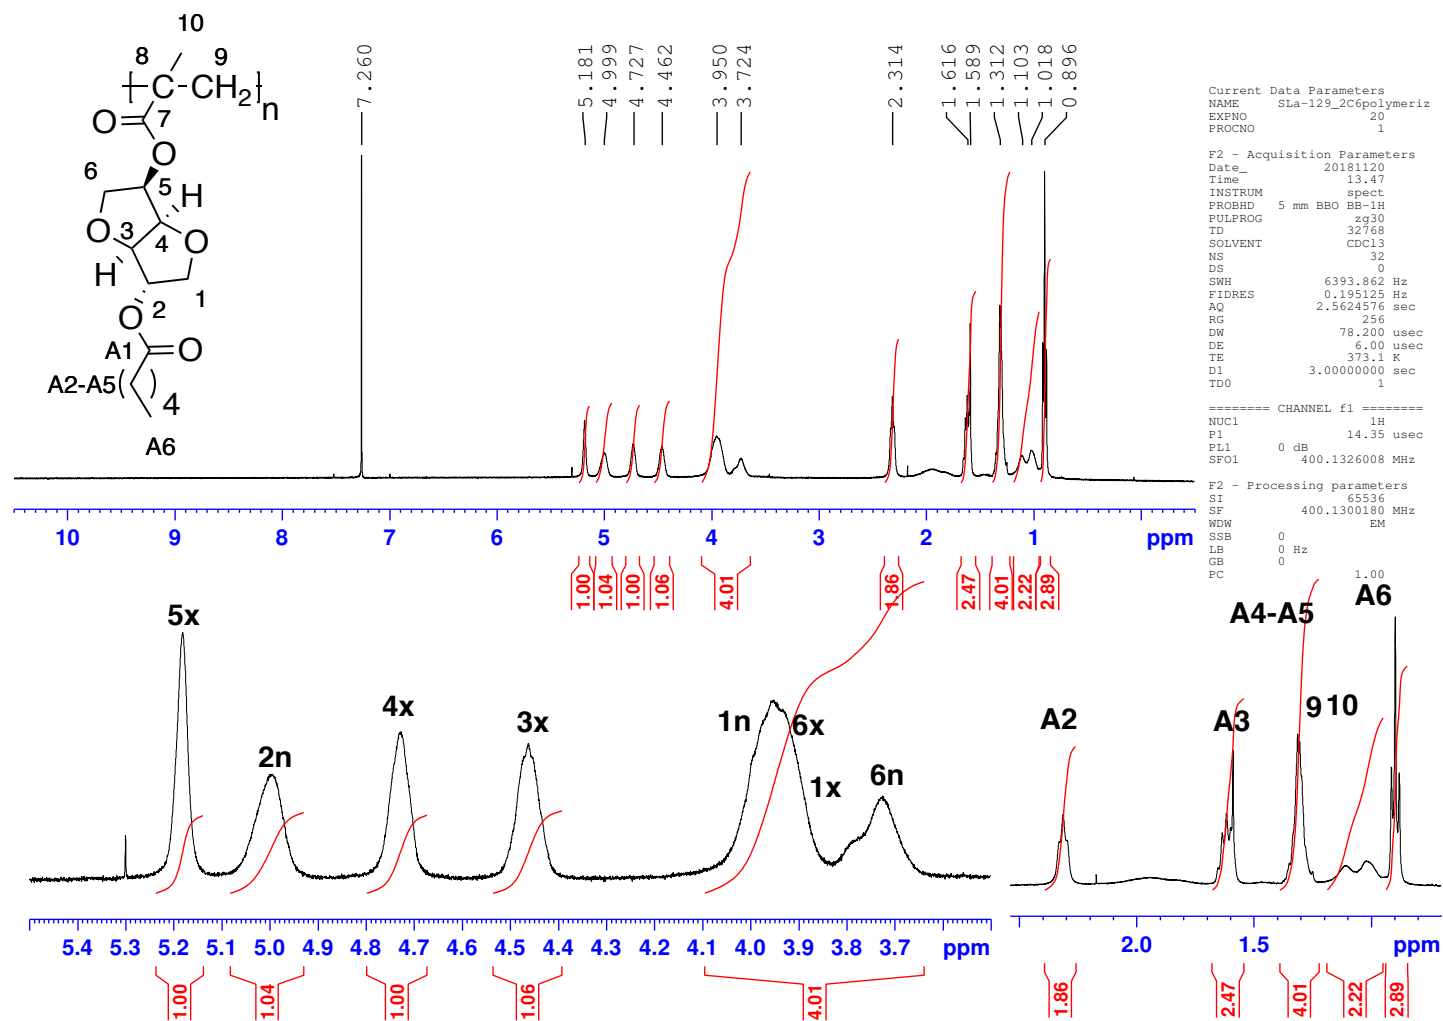 10
8
9
C
CH2
n
7
O
O
6
5
H
O
3
4
O
H
2
1
O
A1
O
A2-A5
4
A6
7.260
5.181
4.999
4.727
4.462
3.950
3.724
2.314
1.616
1.589
1.312
1.103
1.018
0.896
Current Data Parameters
NAME SLa-129_2C6polymeriz
EXPNO 20
PROCNO 1
F2 - Acquisition Parameters
Date_ 20181120
Time 13.47
INSTRUM spect
PROBHD 5 mm BBO BB-1H
PULPROG zg30
TD 32768
SOLVENT CDCl3
NS 32
DS 0
SWH 6393.862 Hz
FIDRES 0.195125 Hz
AQ 2.5624576 sec
RG 256
DW 78.200 usec
DE 6.00 usec
TE 373.1 K
D1 3.00000000 sec
TD0 1
======== CHANNEL f1 ========
NUC1 1H
P1 14.35 usec
PL1 0 dB
SFO1 400.1326008 MHz
F2 - Processing parameters
SI 65536
SF 400.1300180 MHz
WDW EM
SSB 0
LB 0 Hz
GB 0
PC 1.00
10 9 8 7 6 5 4 3 2 1 ppm
1.00 1.04 1.00 1.06 4.01 1.86 2.47 4.01 2.22 2.89
5x
2n
4x
3x
1n
6x
1x
6n
A2
A3
A4-A5
9 10
A6
5.4 5.3 5.2 5.1 5.0 4.9 4.8 4.7 4.6 4.5 4.4 4.3 4.2 4.1 4.0 3.9 3.8 3.7 ppm
2.0 1.5 ppm
1.00 1.04 1.00 1.06 4.01
1.86 2.47 4.01 2.22 2.89